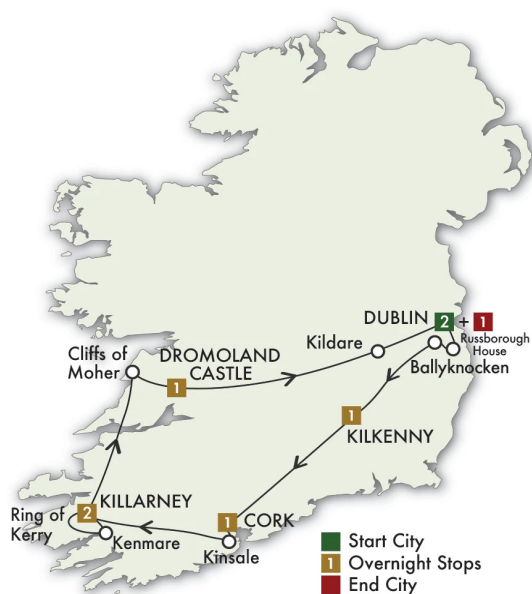 DUBLIN 2 + 1
Russborough
House
Kildare
Ballyknocken
Cliffs of
Moher
DROMOLAND
CASTLE
1
1
KILKENNY
2 KILLARNEY
Ring of
Kerry
Kenmare
1 CORK
Kinsale
Start City
1 Overnight Stops
End City